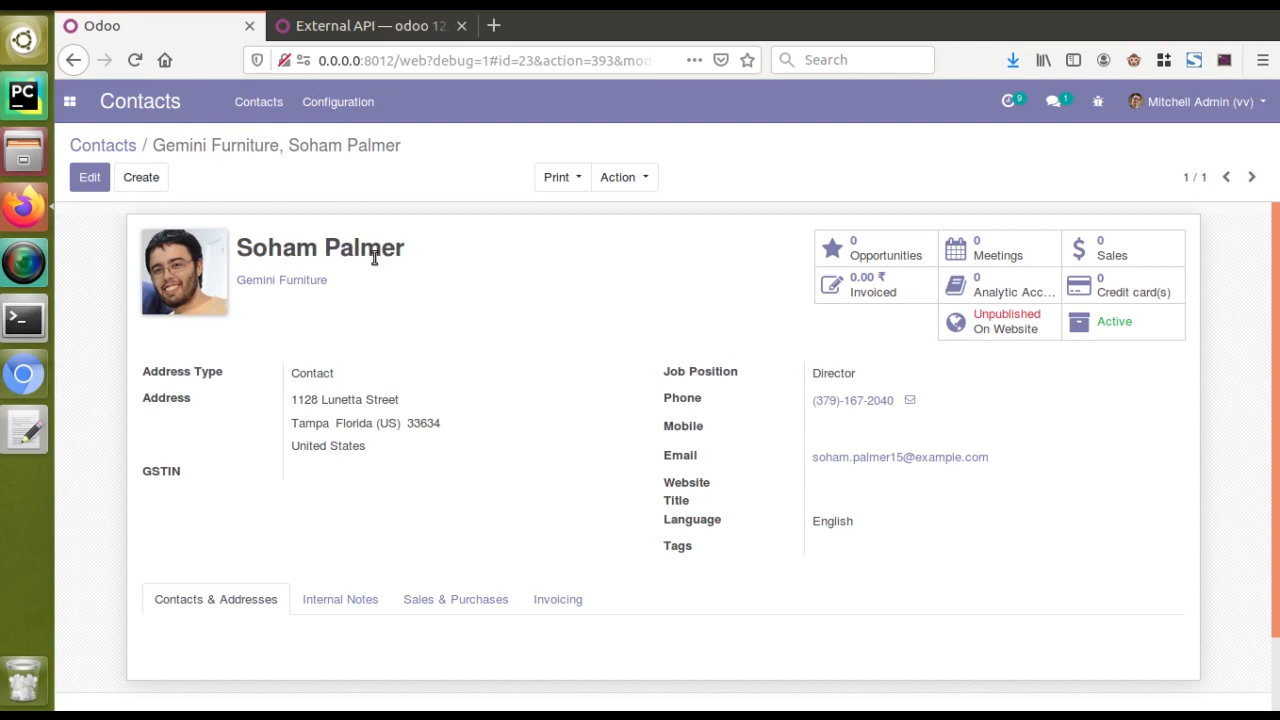 Odoo
External API — odoo 12.
0.0.0.0:8012/web?debug=1#id=23&action=393&mod
Search
PC
Contacts
Contacts
Configuration
9
1
Mitchell Admin (vv)
Contacts / Gemini Furniture, Soham Palmer
Edit
Create
Print
Action
1 / 1
Soham Palmer
Gemini Furniture
0
Opportunities
0
Meetings
0
Sales
0.00 ₹
Invoiced
0
Analytic Acc...
0
Credit card(s)
Unpublished
On Website
Active
Address Type
Contact
Address
1128 Lunetta Street
Tampa Florida (US) 33634
United States
GSTIN
Job Position
Director
Phone
(379)-167-2040
Mobile
Email
soham.palmer15@example.com
Website
Title
Language
English
Tags
Contacts & Addresses
Internal Notes
Sales & Purchases
Invoicing